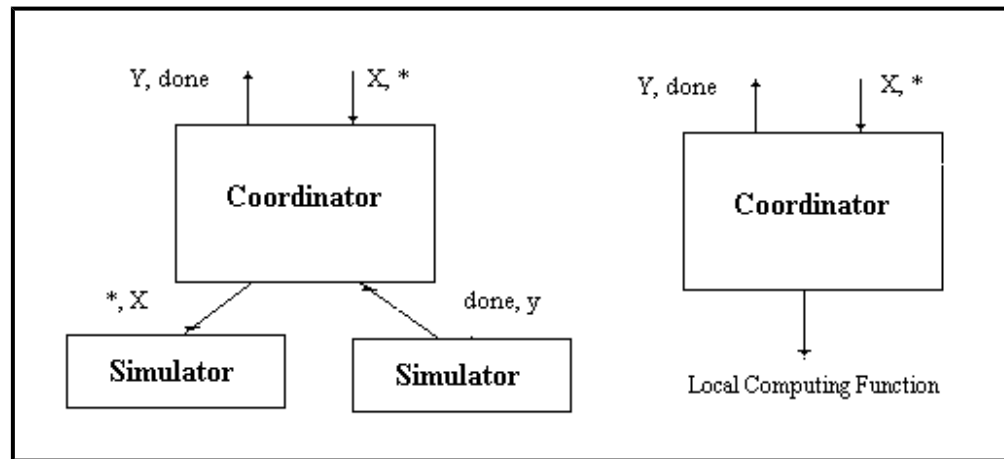 Y, done
X, *
Coordinator
*, X
done, y
Simulator
Simulator
Y, done
X, *
Coordinator
Local Computing Function